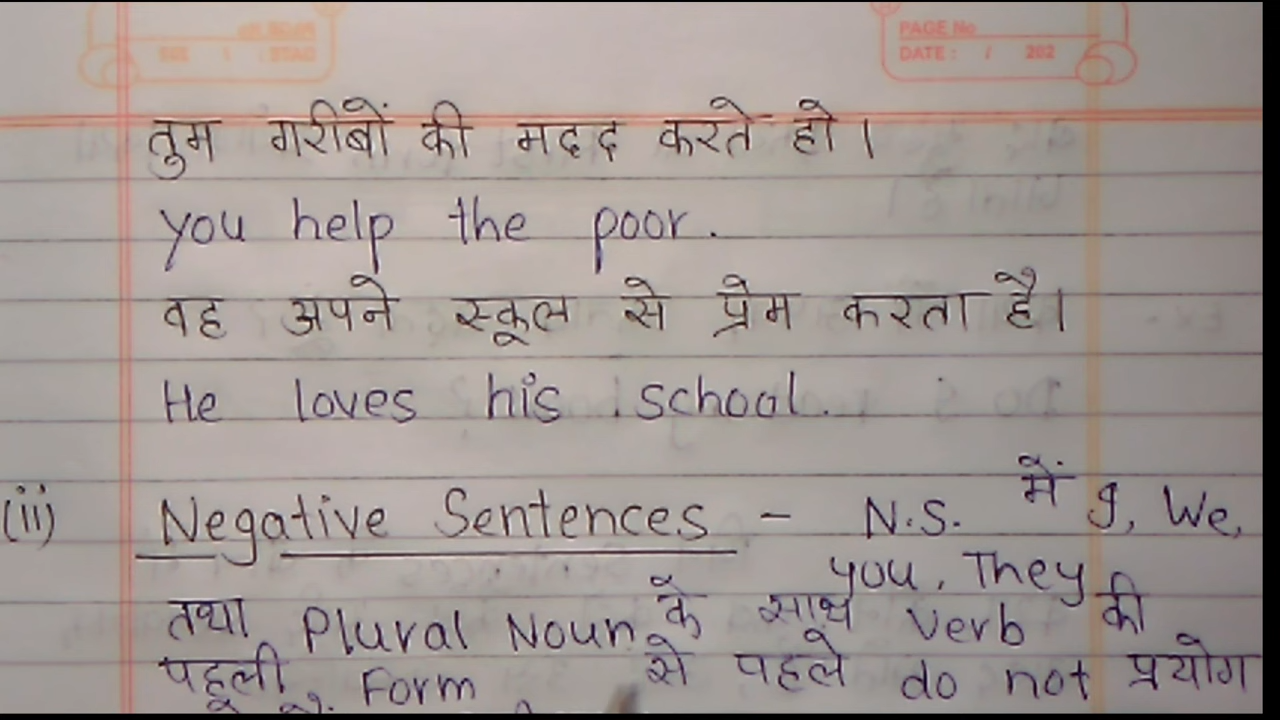 PAGE No
DATE : / 202
तुम गरीबों की मदद करते हो ।
you help the poor.
वह अपने स्कूल से प्रेम करता है।
He loves his school.
(ii) Negative Sentences - N.S. में I, We,
you, They
तथा Plural Noun के साथ verb की
पहली Form से पहले do not प्रयोग